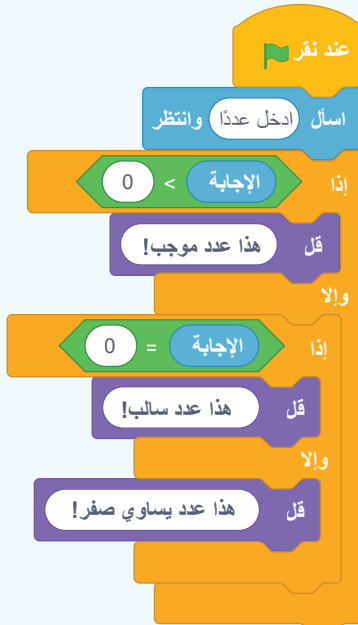 عند نقر
اسأل ادخل عددًا وانتظر
إذا الإجابة > 0
قل هذا عدد موجب!
وإلا
إذا الإجابة = 0
قل هذا عدد سالب!
وإلا
قل هذا عدد يساوي صفر!